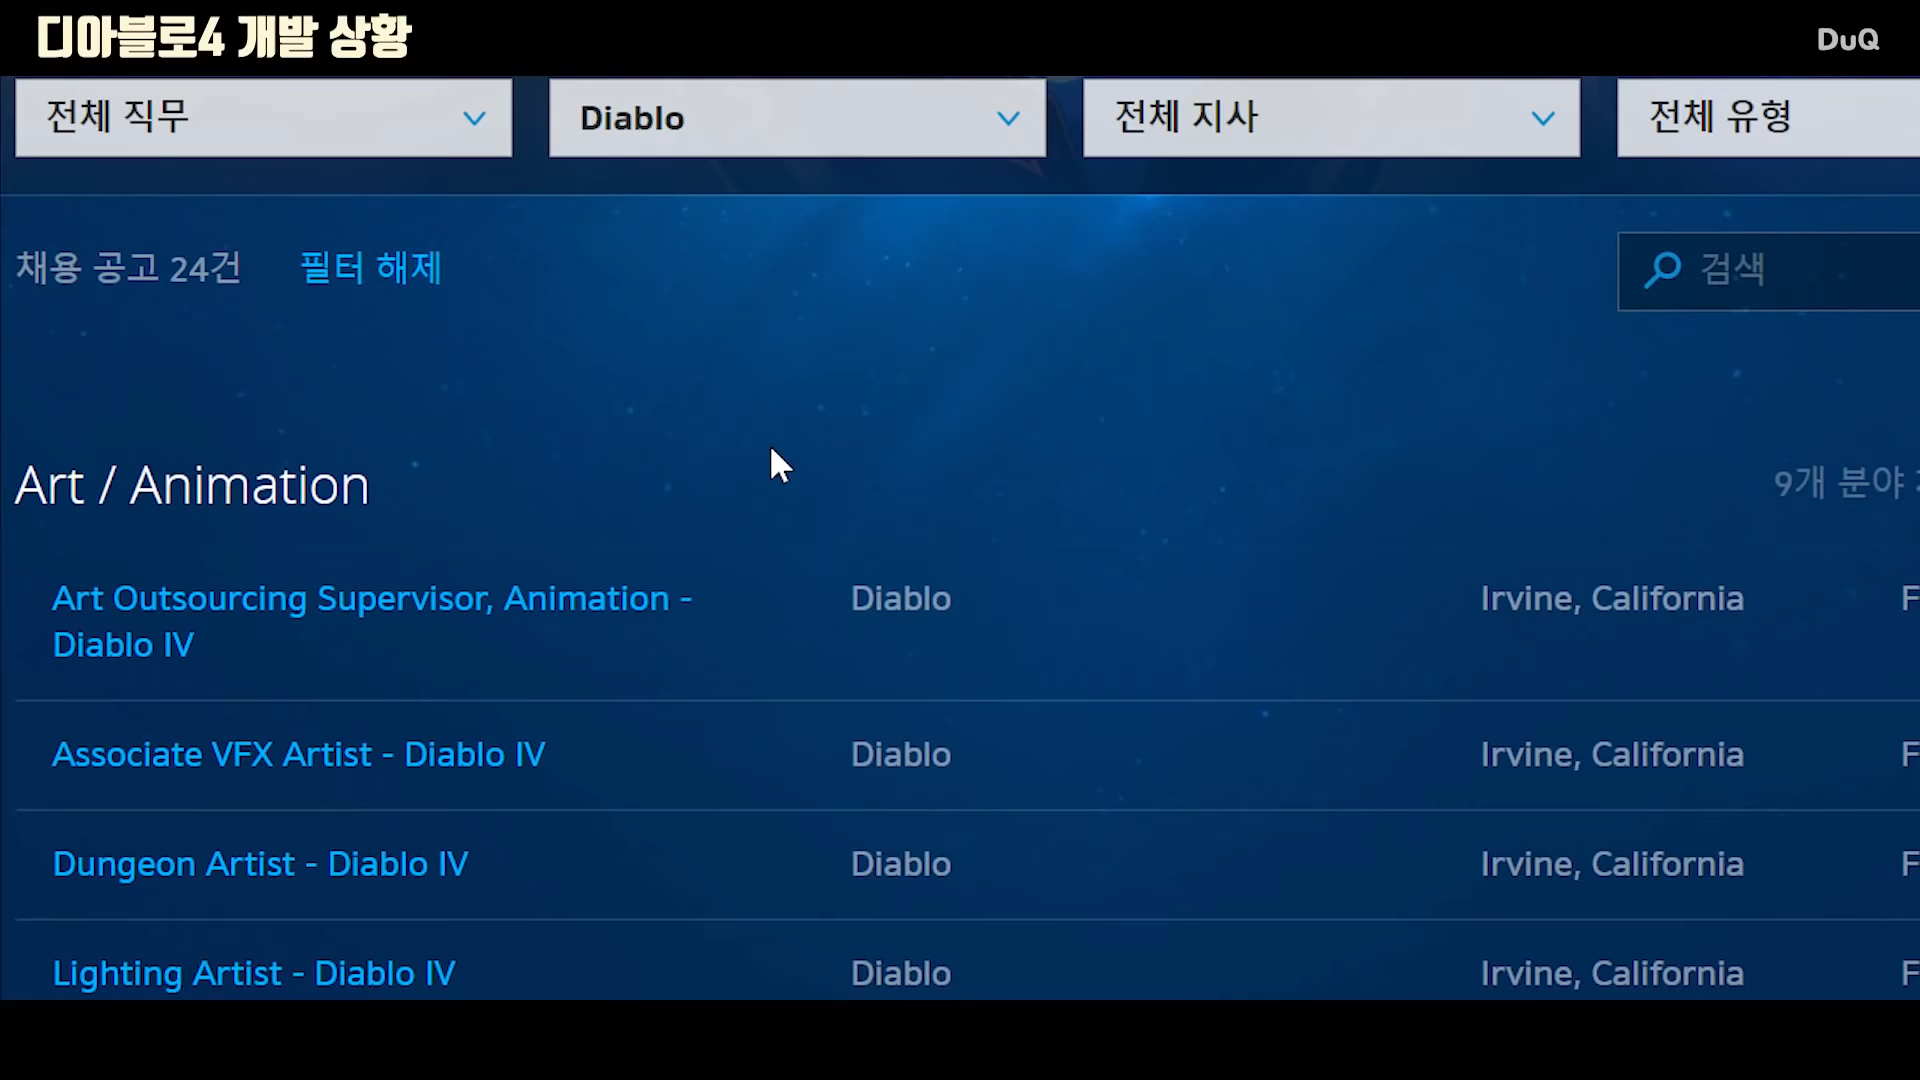 디아블로4 개발 상황
DuQ
전체 직무
Diablo
전체 지사
전체 유형
채용 공고 24건
필터 해제
검색
Art / Animation
9개 분야
Art Outsourcing Supervisor, Animation -
Diablo IV
Diablo
Irvine, California
F
Associate VFX Artist - Diablo IV
Diablo
Irvine, California
F
Dungeon Artist - Diablo IV
Diablo
Irvine, California
F
Lighting Artist - Diablo IV
Diablo
Irvine, California
F